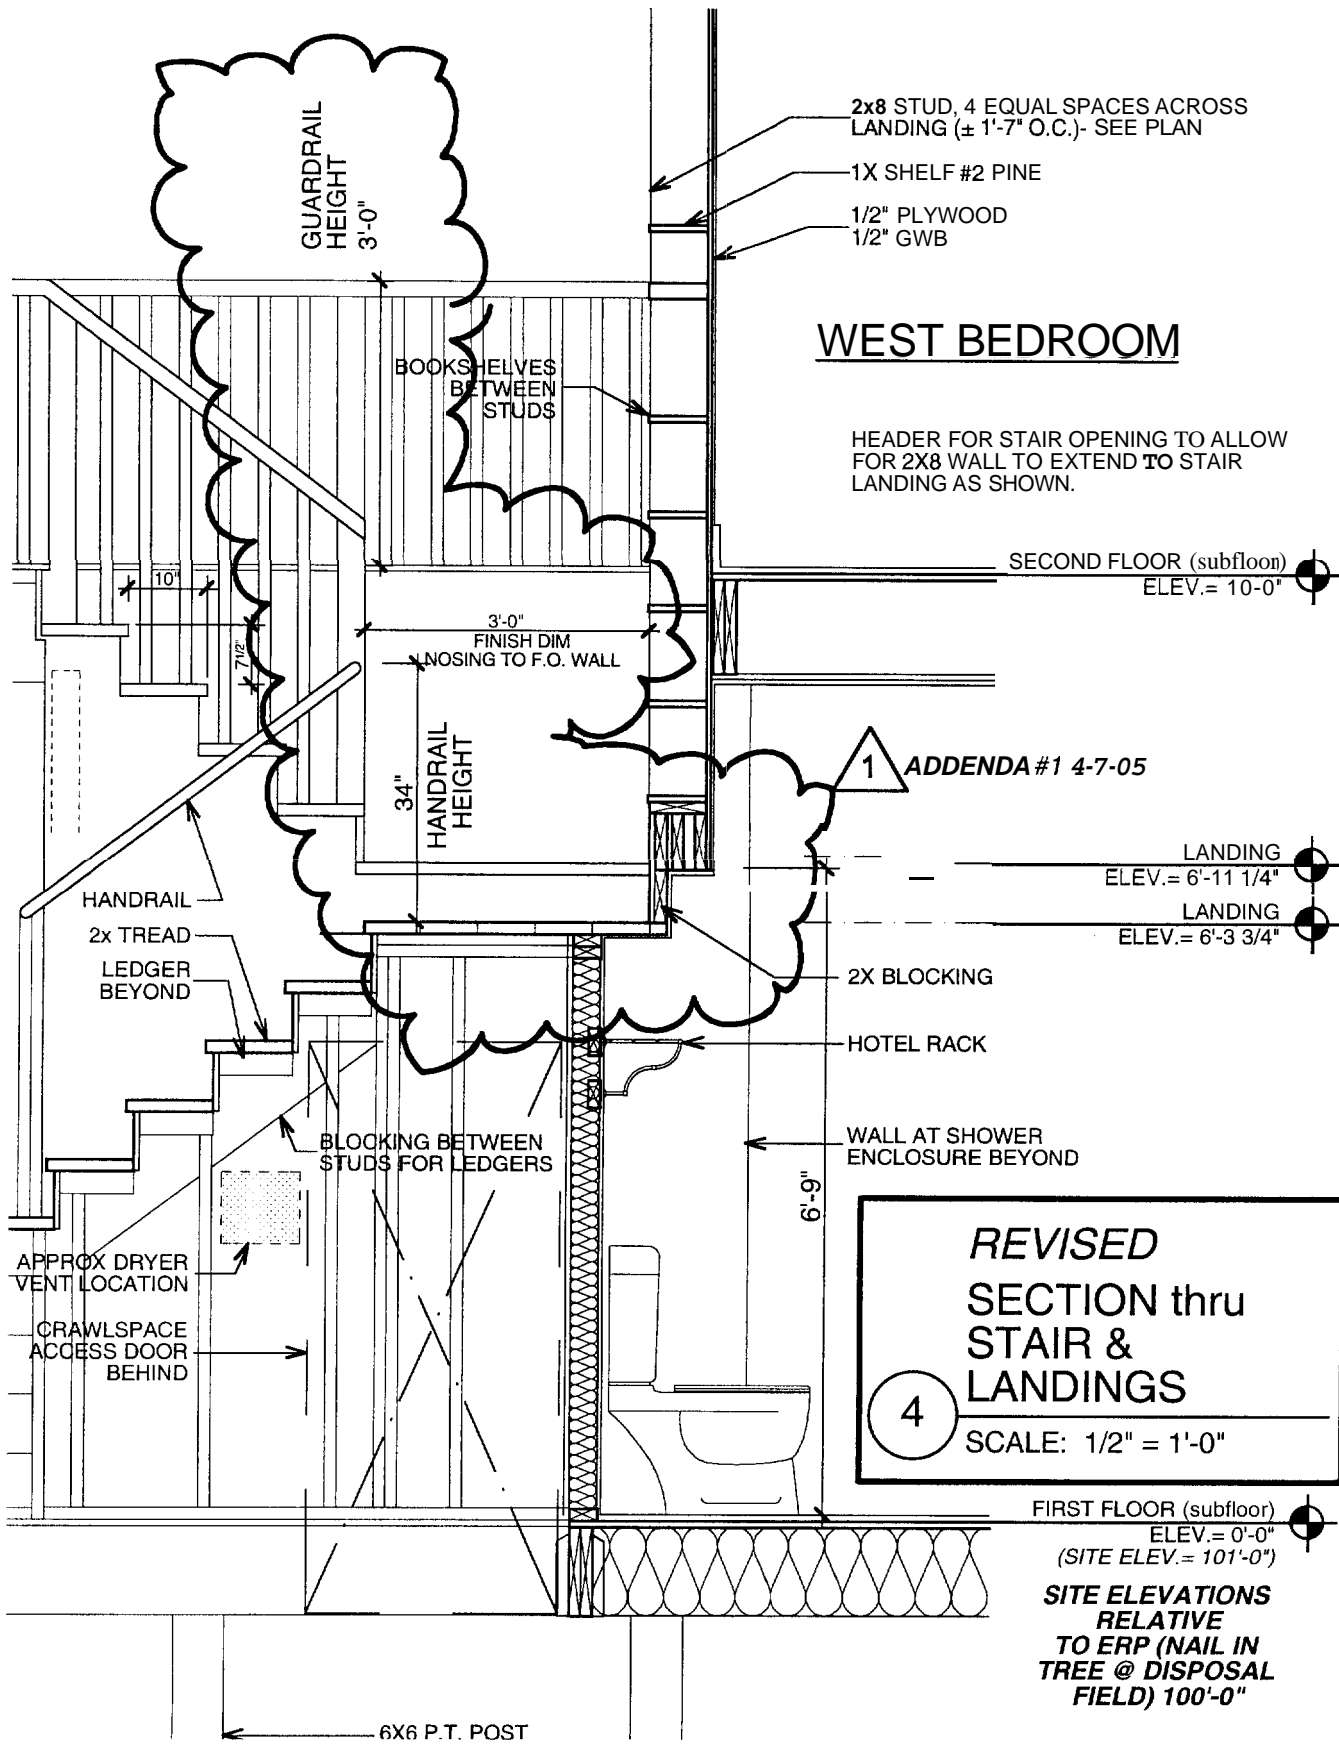 GUARDRAIL
HEIGHT
3'-0"
2x8 STUD, 4 EQUAL SPACES ACROSS
LANDING (± 1'-7" O.C.)- SEE PLAN
1X SHELF #2 PINE
1/2" PLYWOOD
1/2" GWB
WEST BEDROOM
BOOKSHELVES
BETWEEN
STUDS
HEADER FOR STAIR OPENING TO ALLOW
FOR 2X8 WALL TO EXTEND TO STAIR
LANDING AS SHOWN.
SECOND FLOOR (subfloor)
ELEV.= 10-0"
10"
7 1/2"
3'-0"
FINISH DIM
NOSING TO F.O. WALL
34"
HANDRAIL
HEIGHT
1
ADDENDA #1 4-7-05
LANDING
ELEV.= 6'-11 1/4"
LANDING
ELEV.= 6'-3 3/4"
HANDRAIL
2x TREAD
LEDGER
BEYOND
2X BLOCKING
HOTEL RACK
BLOCKING BETWEEN
STUDS FOR LEDGERS
WALL AT SHOWER
ENCLOSURE BEYOND
6'-9"
APPROX DRYER
VENT LOCATION
CRAWLSPACE
ACCESS DOOR
BEHIND
REVISED
SECTION thru
STAIR &
LANDINGS
4
SCALE: 1/2" = 1'-0"
FIRST FLOOR (subfloor)
ELEV.= 0'-0"
(SITE ELEV.= 101'-0")
SITE ELEVATIONS
RELATIVE
TO ERP (NAIL IN
TREE @ DISPOSAL
FIELD) 100'-0"
6X6 P.T. POST